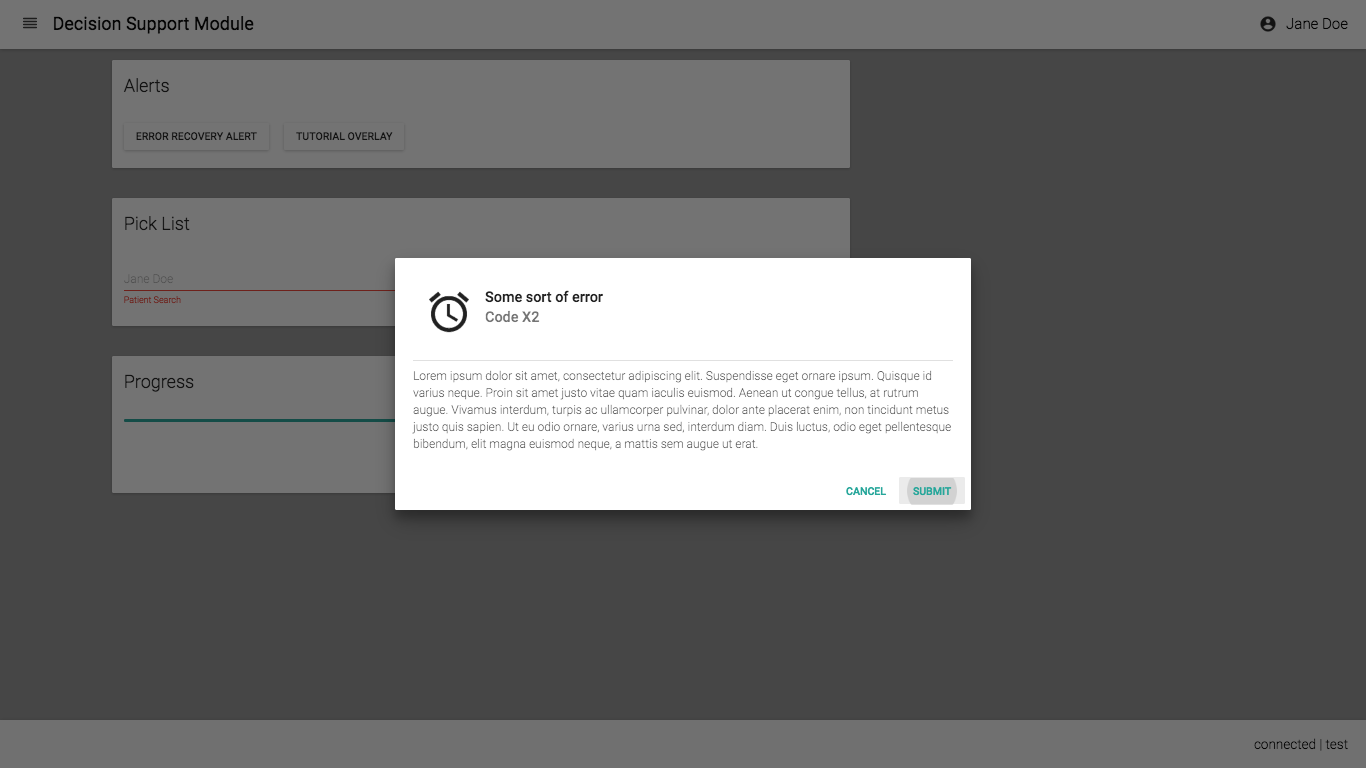 Decision Support Module
Jane Doe
Alerts
ERROR RECOVERY ALERT
TUTORIAL OVERLAY
Pick List
Jane Doe
Patient Search
Progress
Some sort of error
Code X2
Lorem ipsum dolor sit amet, consectetur adipiscing elit. Suspendisse eget ornare ipsum. Quisque id
varius neque. Proin sit amet justo vitae quam iaculis euismod. Aenean ut congue tellus, at rutrum
augue. Vivamus interdum, turpis ac ullamcorper pulvinar, dolor ante placerat enim, non tincidunt metus
justo quis sapien. Ut eu odio ornare, varius urna sed, interdum diam. Duis luctus, odio eget pellentesque
bibendum, elit magna euismod neque, a mattis sem augue ut erat.
CANCEL
SUBMIT
connected | test